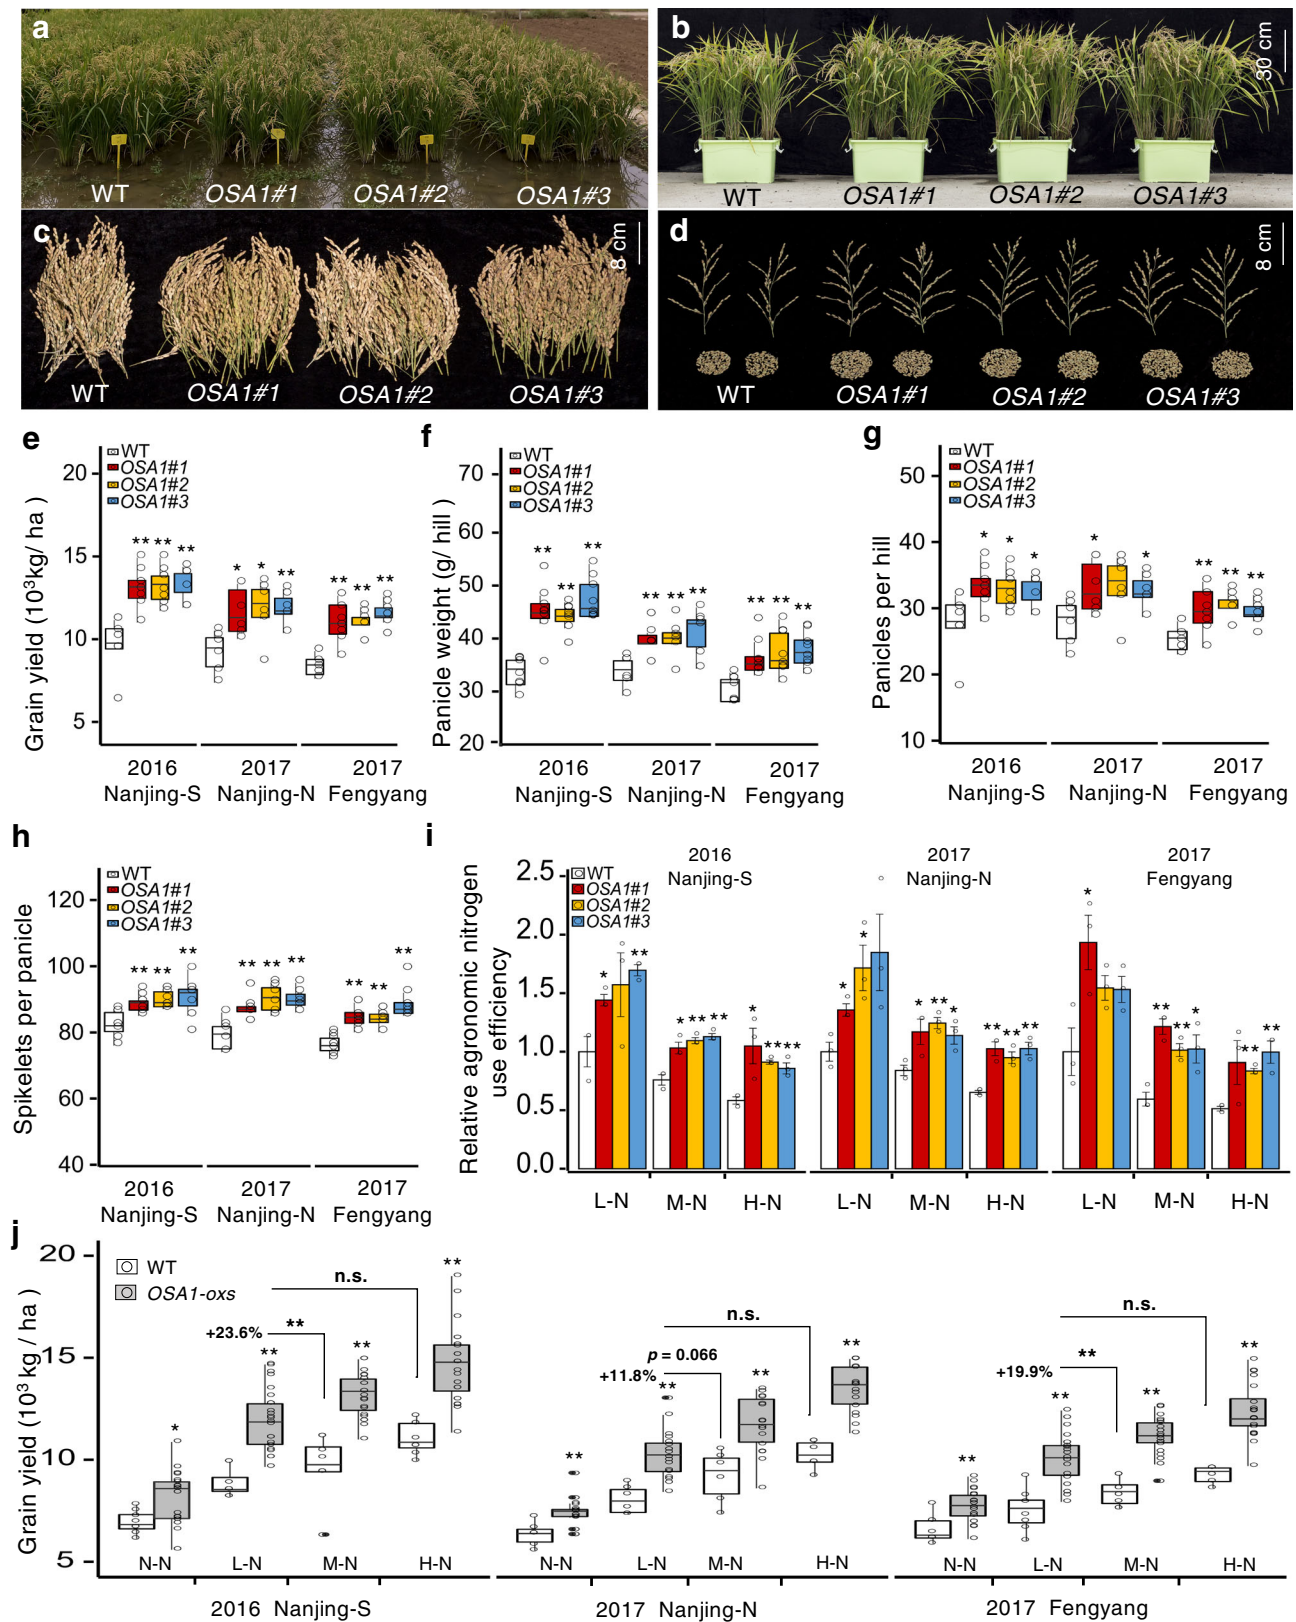 a
WT
OSA1#1
OSA1#2
OSA1#3
b
30 cm
WT
OSA1#1
OSA1#2
OSA1#3
c
8 cm
WT
OSA1#1
OSA1#2
OSA1#3
d
8 cm
WT
OSA1#1
OSA1#2
OSA1#3
e
Grain yield (10³kg/ ha )
20
15
10
5
WT
OSA1#1
OSA1#2
OSA1#3
** ** **
* * **
** ** **
2016 2017 2017
Nanjing-S Nanjing-N Fengyang
f
Panicle weight (g/ hill )
70
60
50
40
30
20
WT
OSA1#1
OSA1#2
OSA1#3
** ** **
** ** **
** ** **
2016 2017 2017
Nanjing-S Nanjing-N Fengyang
g
Panicles per hill
50
40
30
20
10
WT
OSA1#1
OSA1#2
OSA1#3
* * *
* *
** ** **
2016 2017 2017
Nanjing-S Nanjing-N Fengyang
h
Spikelets per panicle
120
100
80
60
40
WT
OSA1#1
OSA1#2
OSA1#3
** ** **
** ** **
** ** **
2016 2017 2017
Nanjing-S Nanjing-N Fengyang
i
Relative agronomic nitrogen
use efficiency
2.5
2.0
1.5
1.0
0.5
0.0
WT
OSA1#1
OSA1#2
OSA1#3
2016
Nanjing-S
2017
Nanjing-N
2017
Fengyang
* **
* ** **
* ** **
* *
* ** *
** ** **
*
** ** *
** **
L-N M-N H-N L-N M-N H-N L-N M-N H-N
j
Grain yield (10³ kg / ha )
20
15
10
5
WT
OSA1-oxs
n.s.
+23.6% **
* ** ** **
n.s.
p = 0.066
+11.8%
** ** ** **
n.s.
+19.9% **
** ** ** **
N-N L-N M-N H-N N-N L-N M-N H-N N-N L-N M-N H-N
2016 Nanjing-S 2017 Nanjing-N 2017 Fengyang